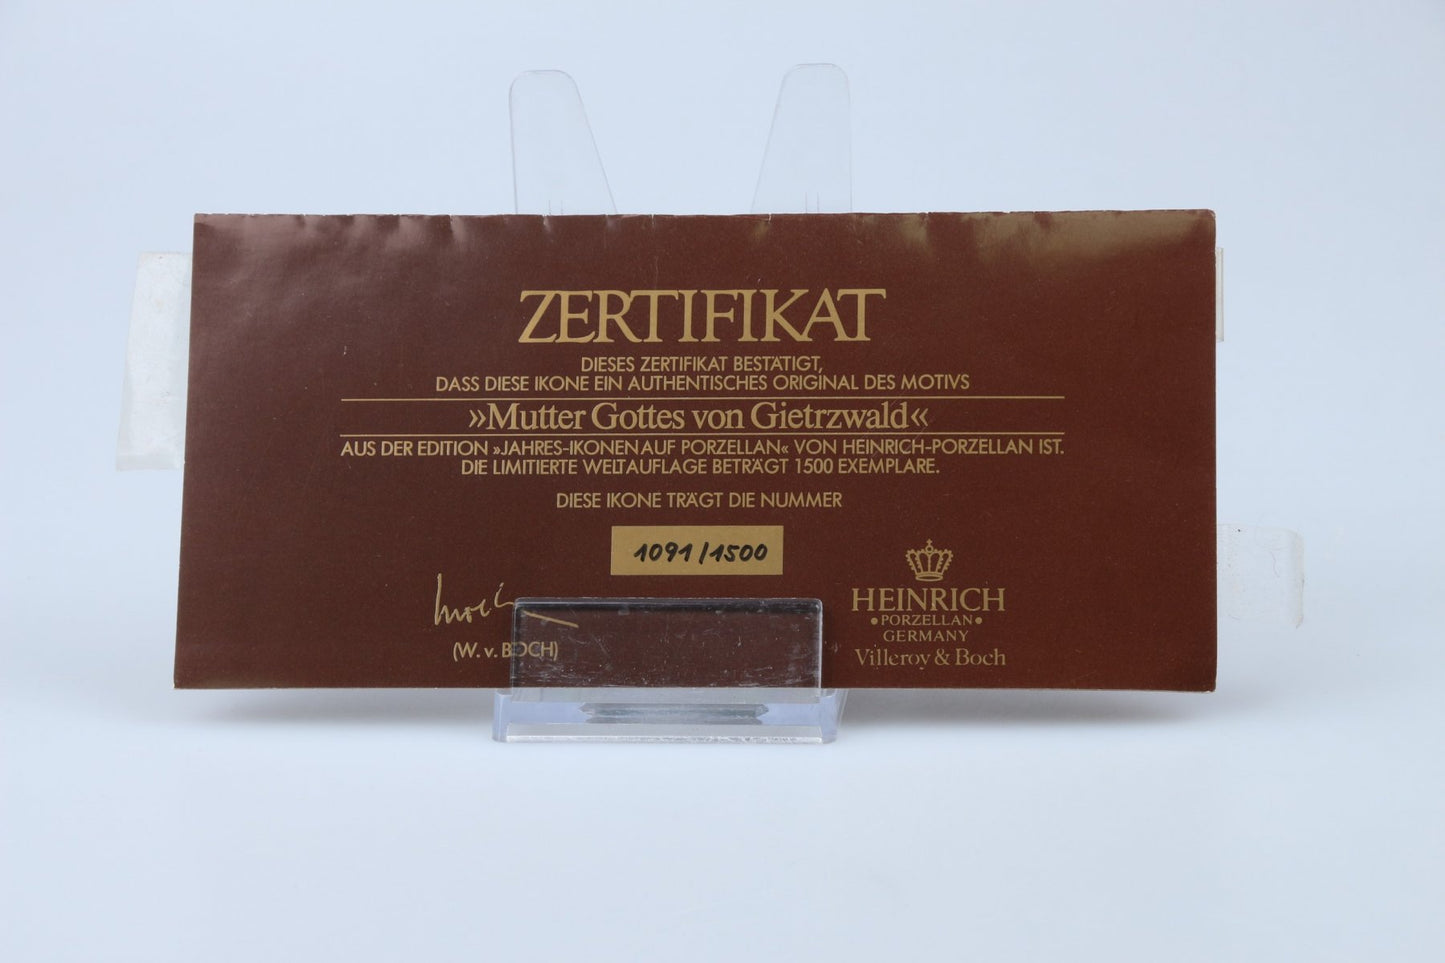 ZERTIFIKAT
DIESES ZERTIFIKAT BESTÄTIGT,
DASS DIESE IKONE EIN AUTHENTISCHES ORIGINAL DES MOTIVS
»Mutter Gottes von Gietrzwald«
AUS DER EDITION »JAHRES-IKONEN AUF PORZELLAN« VON HEINRICH-PORZELLAN IST.
DIE LIMITIERTE WELTAUFLAGE BETRÄGT 1500 EXEMPLARE.
DIESE IKONE TRÄGT DIE NUMMER
1091/1500
(W. v. BOCH)
HEINRICH
•PORZELLAN•
GERMANY
Villeroy & Boch